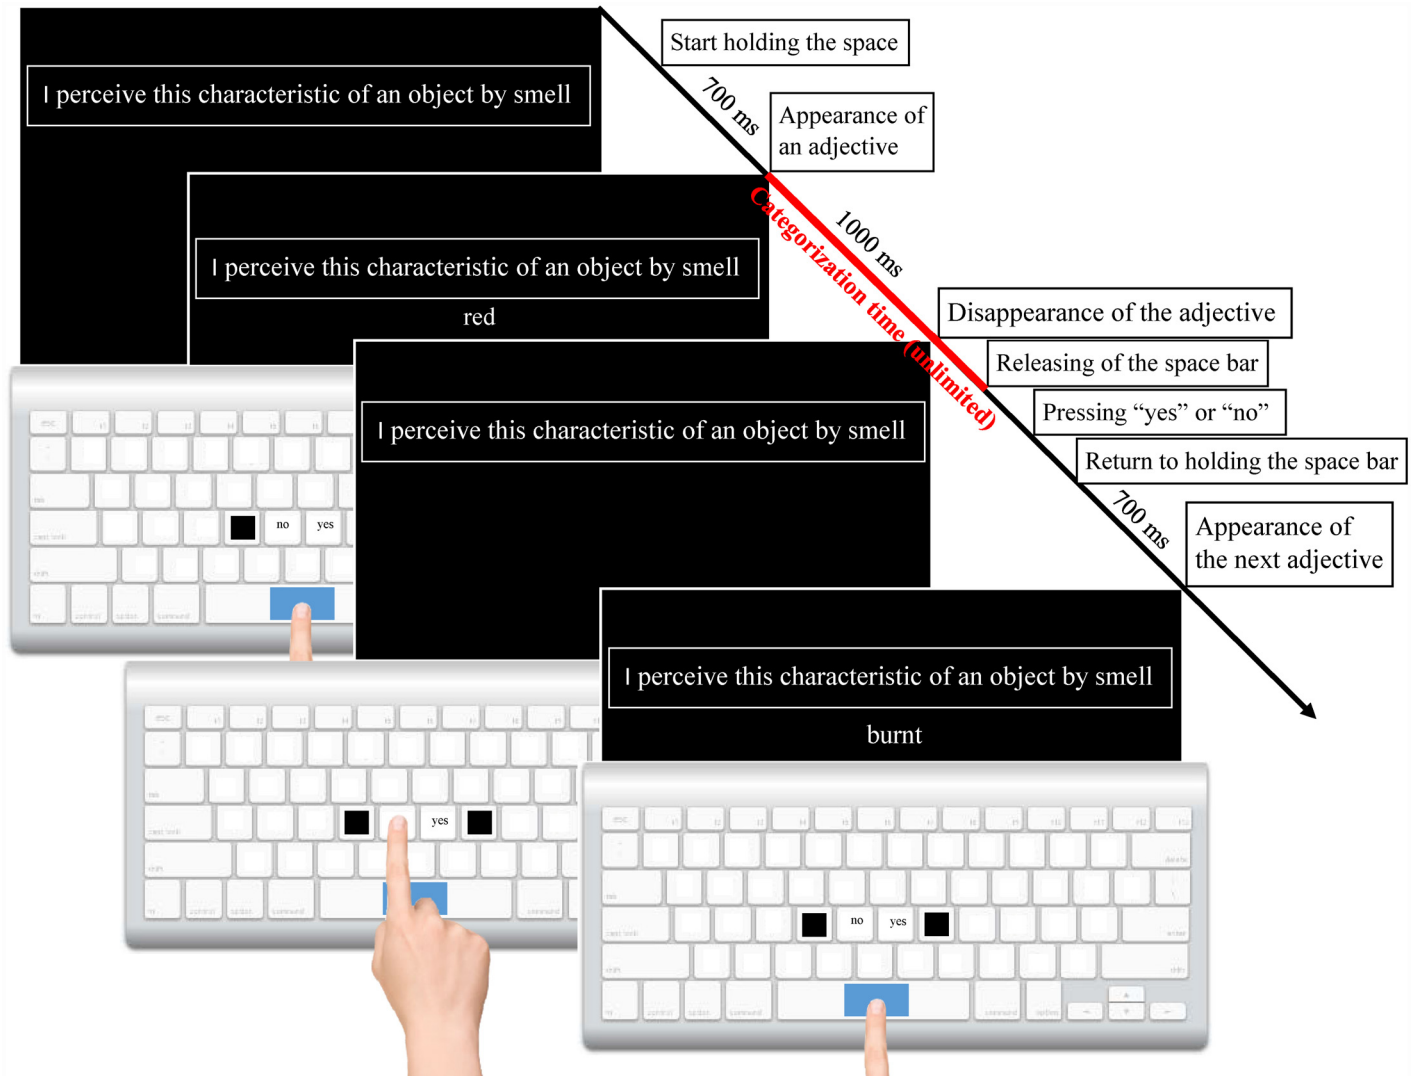 I perceive this characteristic of an object by smell
Start holding the space
700 ms
Appearance of
an adjective
I perceive this characteristic of an object by smell
red
1000 ms
Categorization time (unlimited)
Disappearance of the adjective
Releasing of the space bar
Pressing “yes” or “no”
Return to holding the space bar
700 ms
Appearance of
the next adjective
I perceive this characteristic of an object by smell
no yes
I perceive this characteristic of an object by smell
burnt
yes
no yes